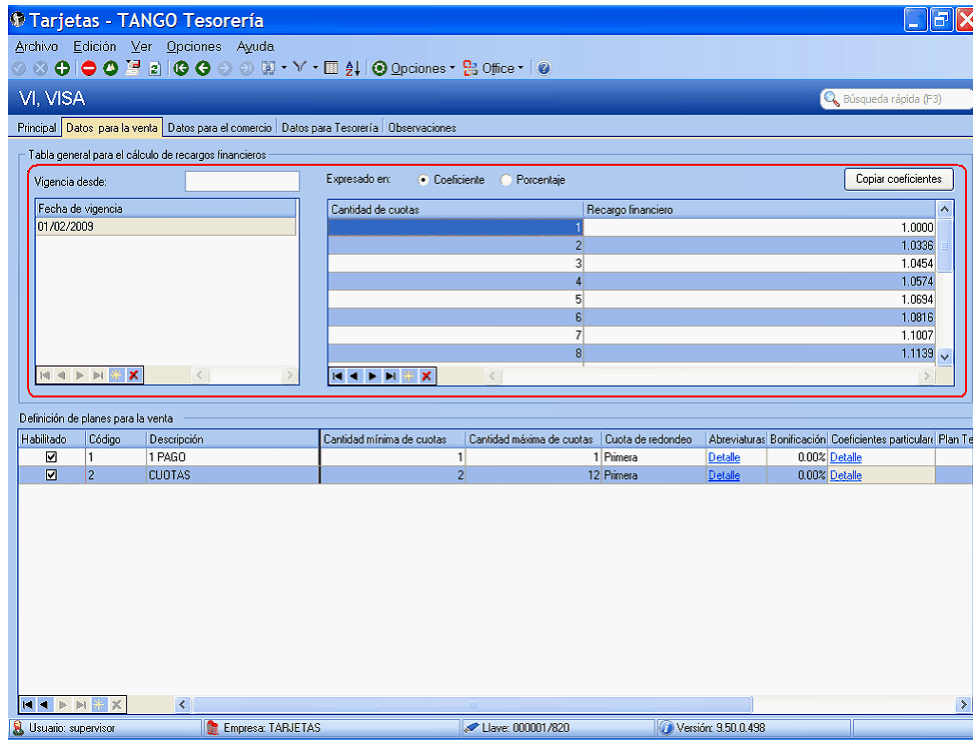 Tarjetas - TANGO Tesorería
Archivo Edición Ver Opciones Ayuda
Opciones Office
VI, VISA Búsqueda rápida (F3)
Principal Datos para la venta Datos para el comercio Datos para Tesorería Observaciones
Tabla general para el cálculo de recargos financieros
Vigencia desde: Expresado en: Coeficiente Porcentaje Copiar coeficientes
Fecha de vigencia Cantidad de cuotas Recargo financiero
01/02/2009 1 1.0000
2 1.0336
3 1.0454
4 1.0574
5 1.0694
6 1.0816
7 1.1007
8 1.1139
Definición de planes para la venta
Habilitado Código Descripción Cantidad mínima de cuotas Cantidad máxima de cuotas Cuota de redondeo Abreviaturas Bonificación Coeficientes particulare Plan Te
1 1 PAGO 1 1 Primera Detalle 0.00% Detalle
2 CUOTAS 2 12 Primera Detalle 0.00% Detalle
Usuario: supervisor Empresa: TARJETAS Llave: 000001/820 Versión: 9.50.0.498